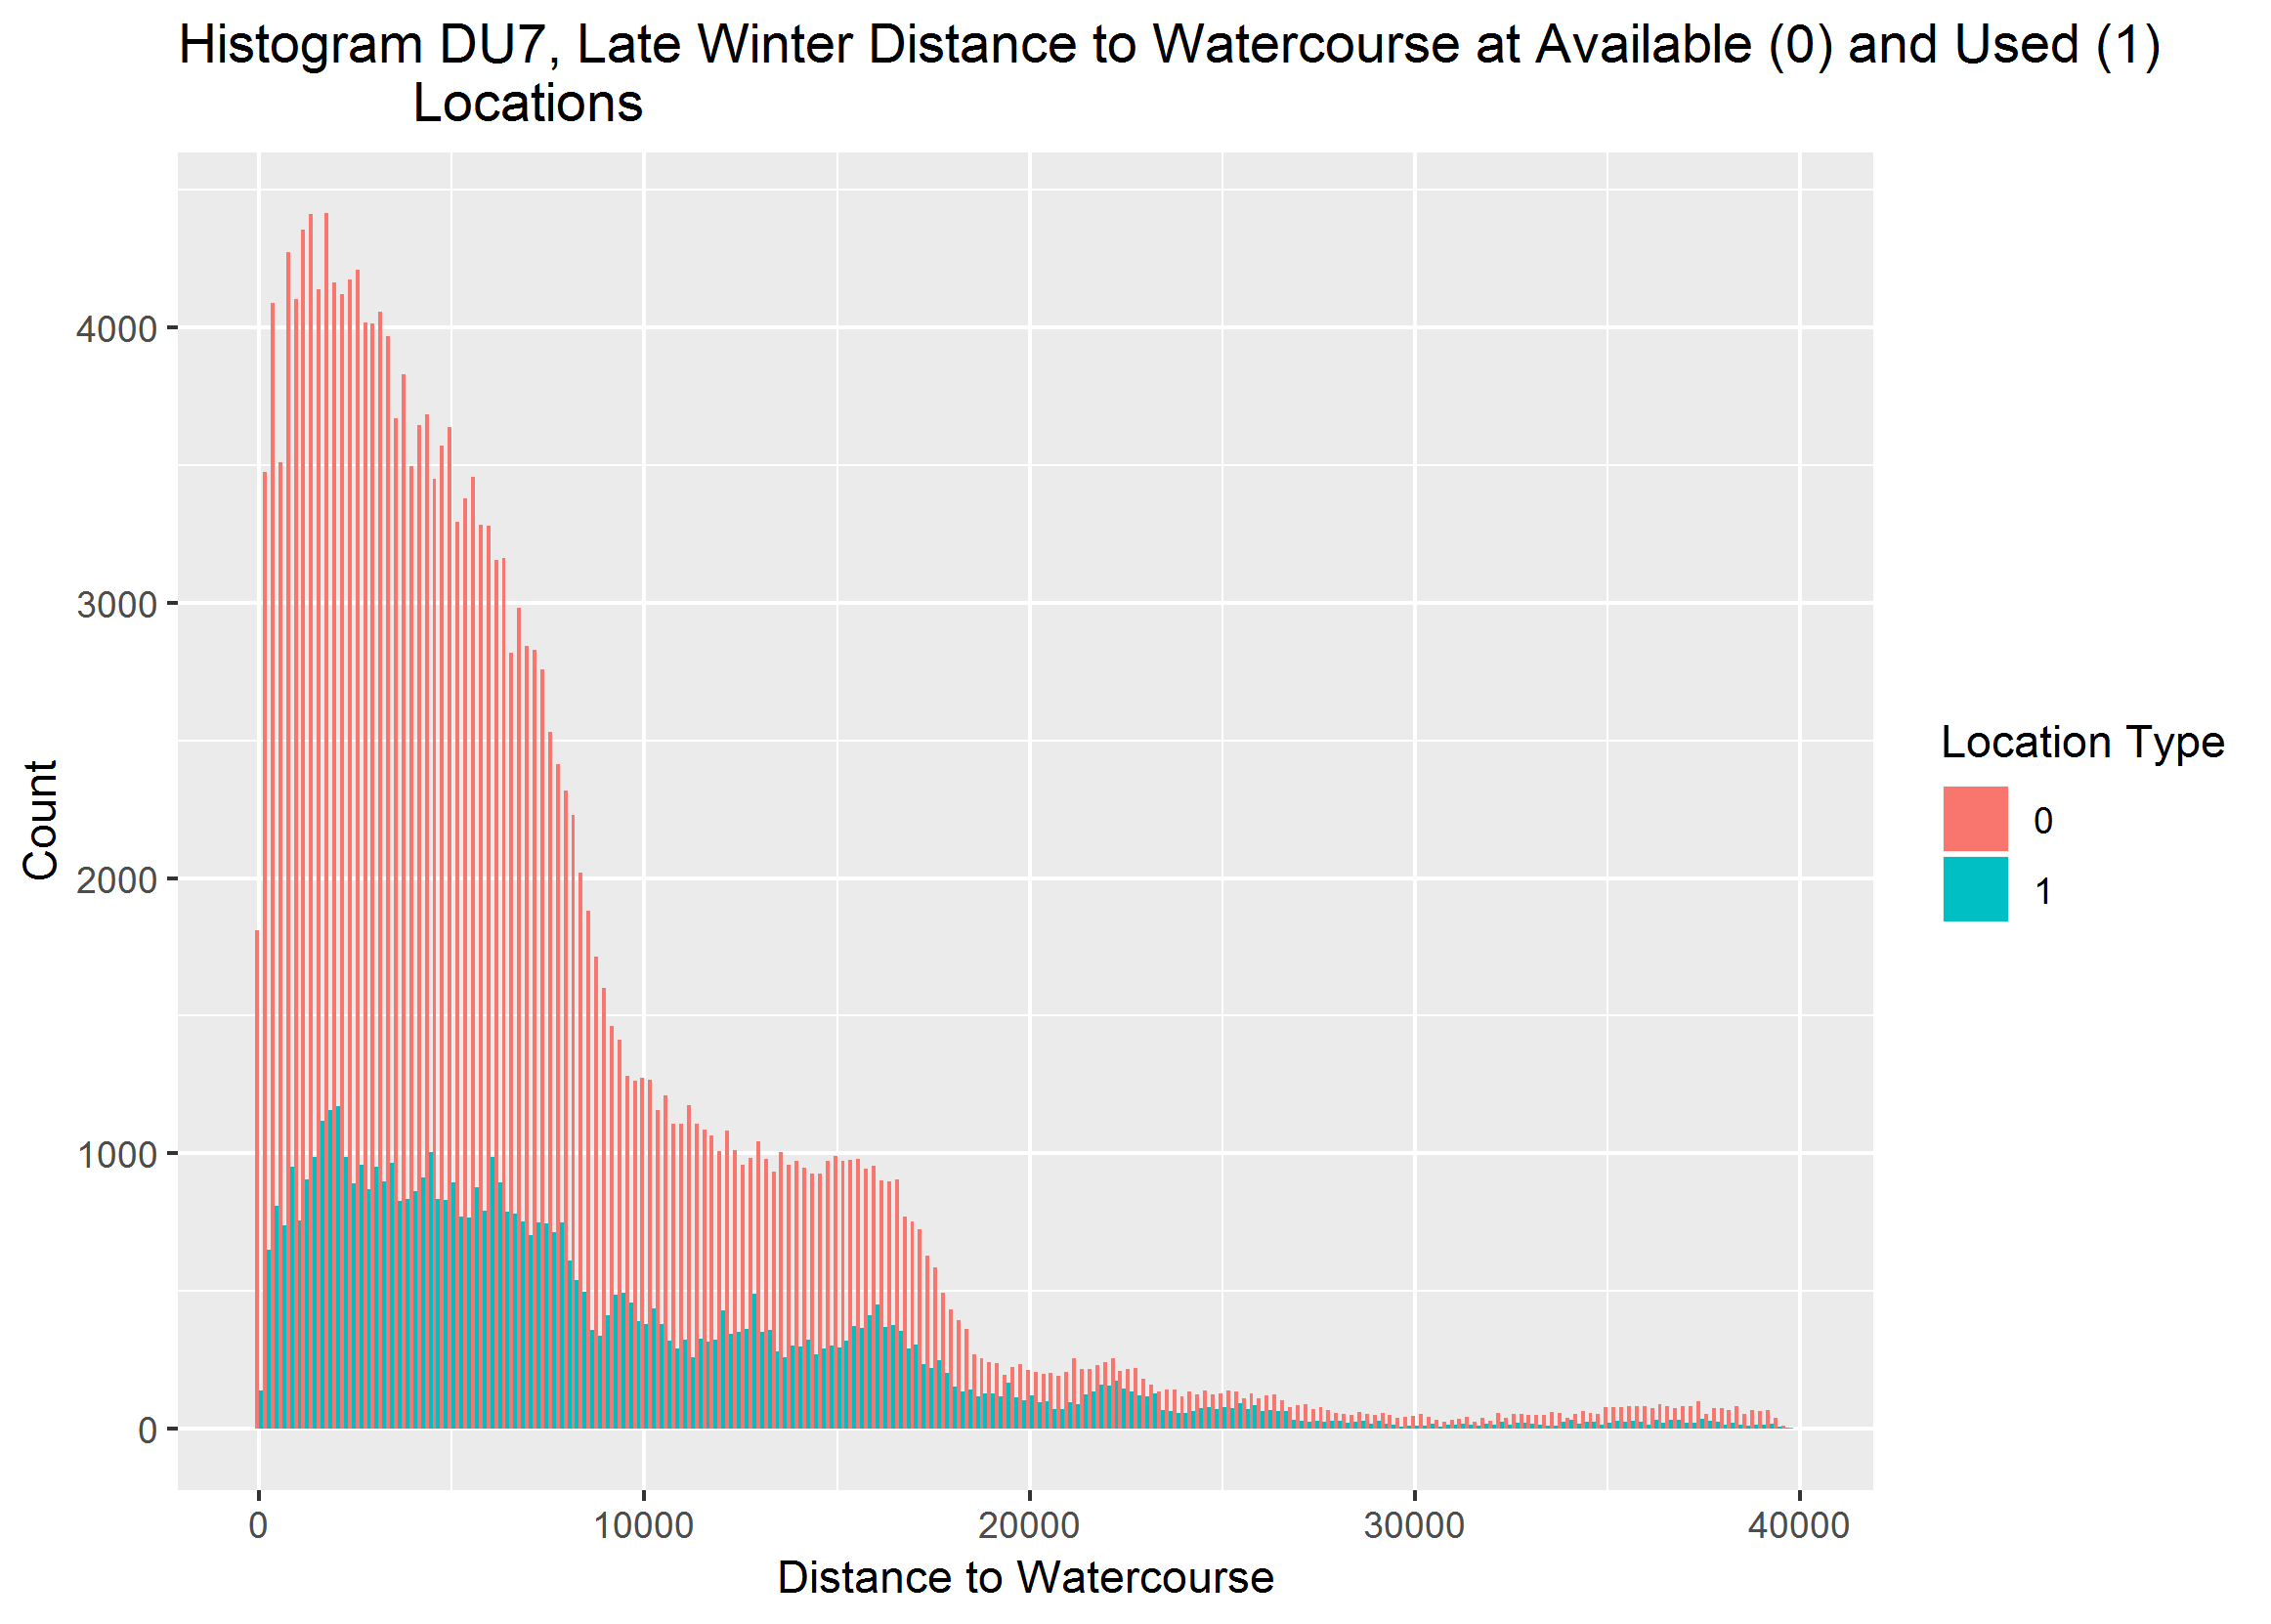 Histogram DU7, Late Winter Distance to Watercourse at Available (0) and Used (1)
Locations
4000
3000
2000
1000
0
Count
0
10000
20000
30000
40000
Distance to Watercourse
Location Type
0
1